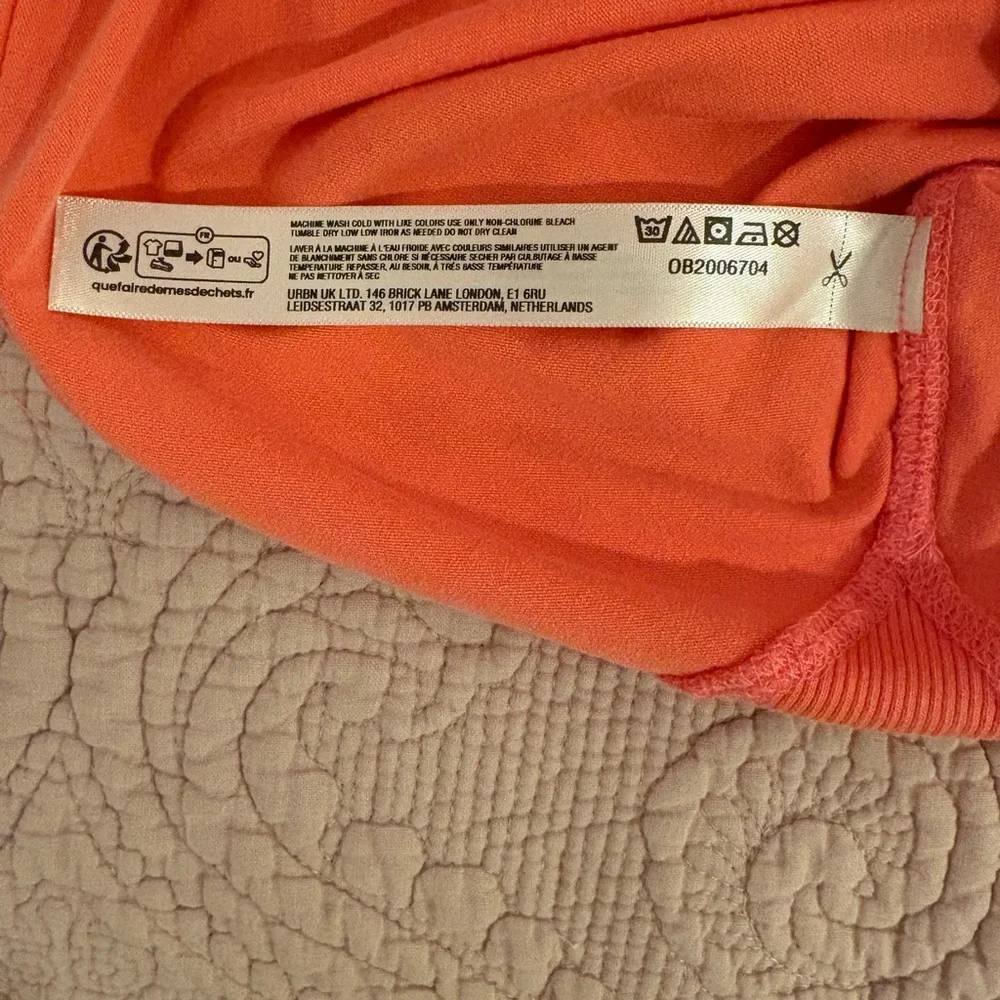 FR
OU
quefairedemesdechets.fr
MACHINE WASH COLD WITH LIKE COLORS USE ONLY NON-CHLORINE BLEACH
TUMBLE DRY LOW LOW IRON AS NEEDED DO NOT DRY CLEAN
LAVER À LA MACHINE À L'EAU FROIDE AVEC COULEURS SIMILAIRES UTILISER UN AGENT
DE BLANCHIMENT SANS CHLORE SI NÉCESSAIRE SECHER PAR CULBUTAGE À BASSE
TEMPERATURE REPASSER, AU BESOIN, À TRÈS BASSE TEMPÉRATURE
NE PAS NETTOYER À SEC
URBN UK LTD. 146 BRICK LANE LONDON, E1 6RU
LEIDSESTRAAT 32, 1017 PB AMSTERDAM, NETHERLANDS
30
OB2006704